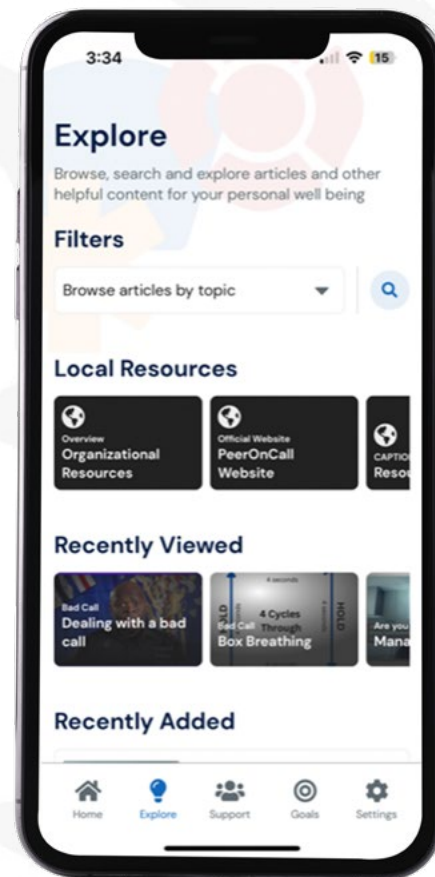 3:34
15
Explore
Browse, search and explore articles and other
helpful content for your personal well being
Filters
Browse articles by topic
Local Resources
Overview
Organizational
Resources
Official Website
PeerOnCall
Website
Recently Viewed
Bad Call
Dealing with a bad
call
4 seconds
HOLD
4 Cycles
Through
HOLD
Bad Call
Box Breathing
Are you
Recently Added
Home
Explore
Support
Goals
Settings